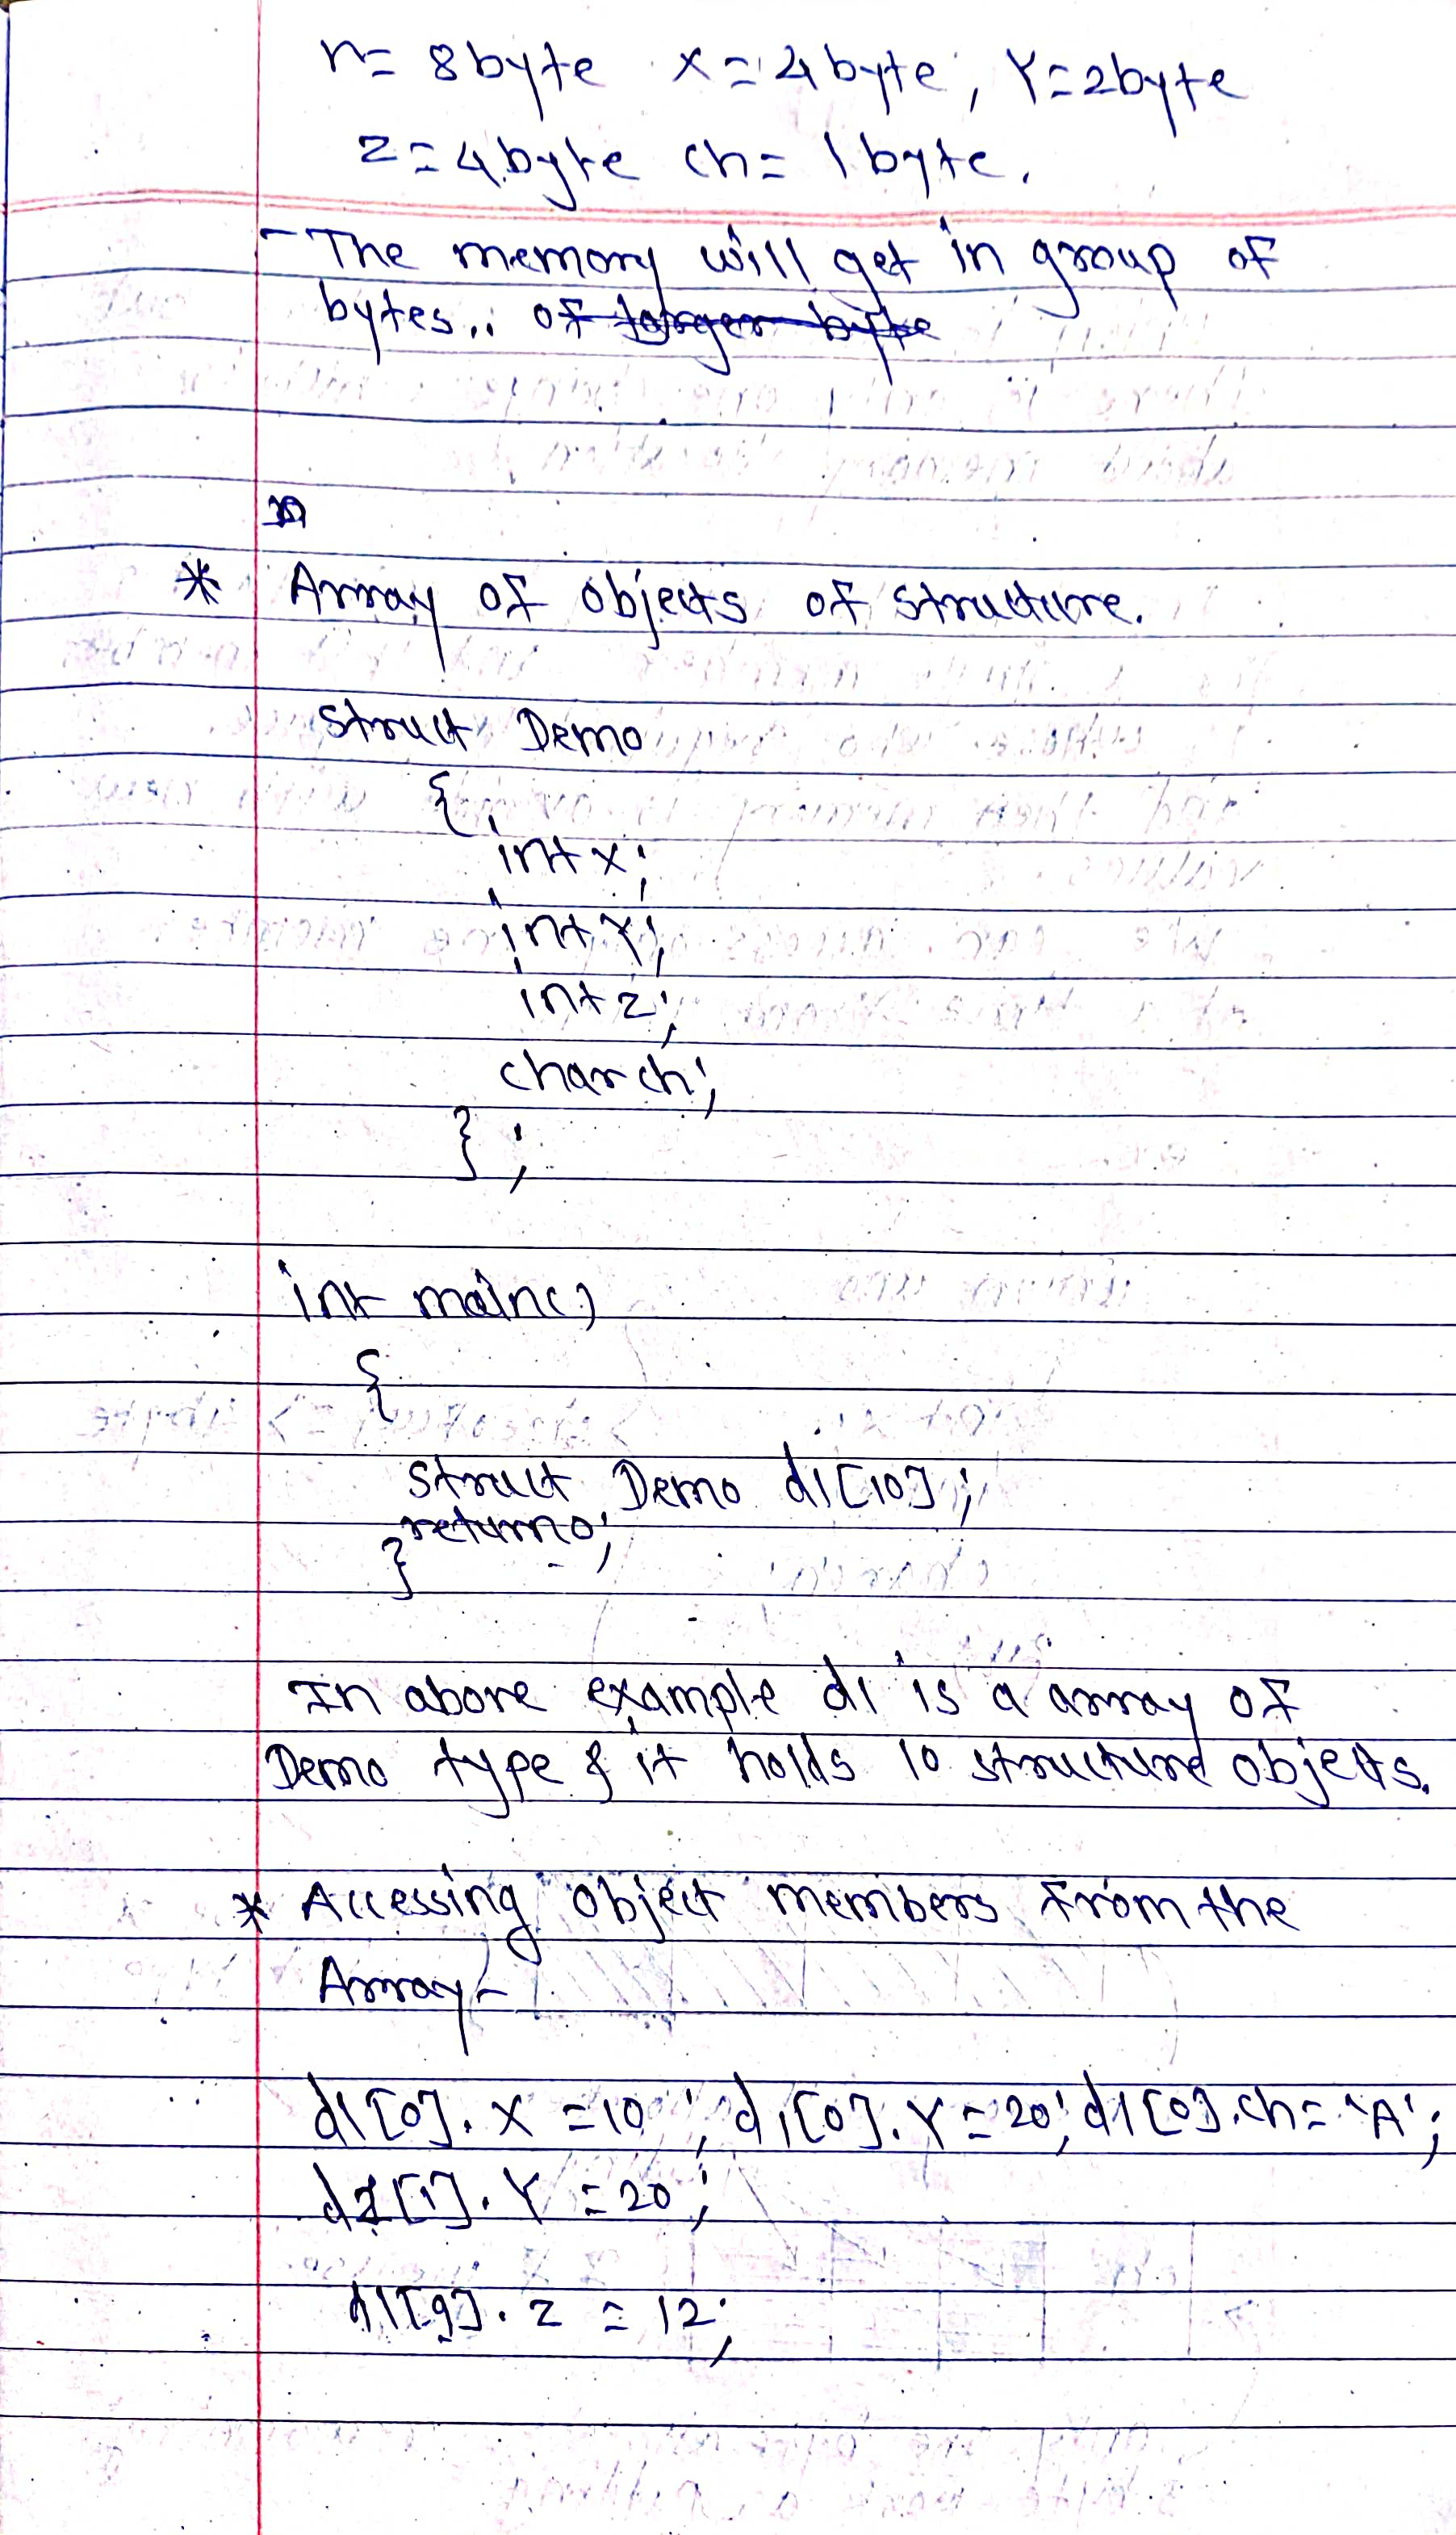 n= 8byte x=4byte, Y=2byte
z=4byte ch= 1byte.
- The memory will get in group of
bytes.. of larger byte
* Array of objects of structure.
struct Demo
{
int x;
int Y;
int z;
char ch;
};
int main()
{
struct Demo d1[10];
return 0;
}
In above example d1 is a array of
Demo type & it holds 10 structure objects.
* Accessing object members from the
Array -
d1[0].X =10 ; d1[0].Y=20; d1[0].ch= 'A';
d1[1].Y =20;
d1[9].z = 12;